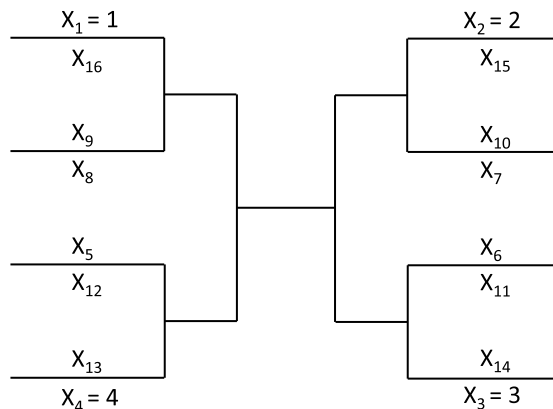 X₁ = 1
X₁₆
X₉
X₈
X₅
X₁₂
X₁₃
X₄ = 4
X₂ = 2
X₁₅
X₁₀
X₇
X₆
X₁₁
X₁₄
X₃ = 3